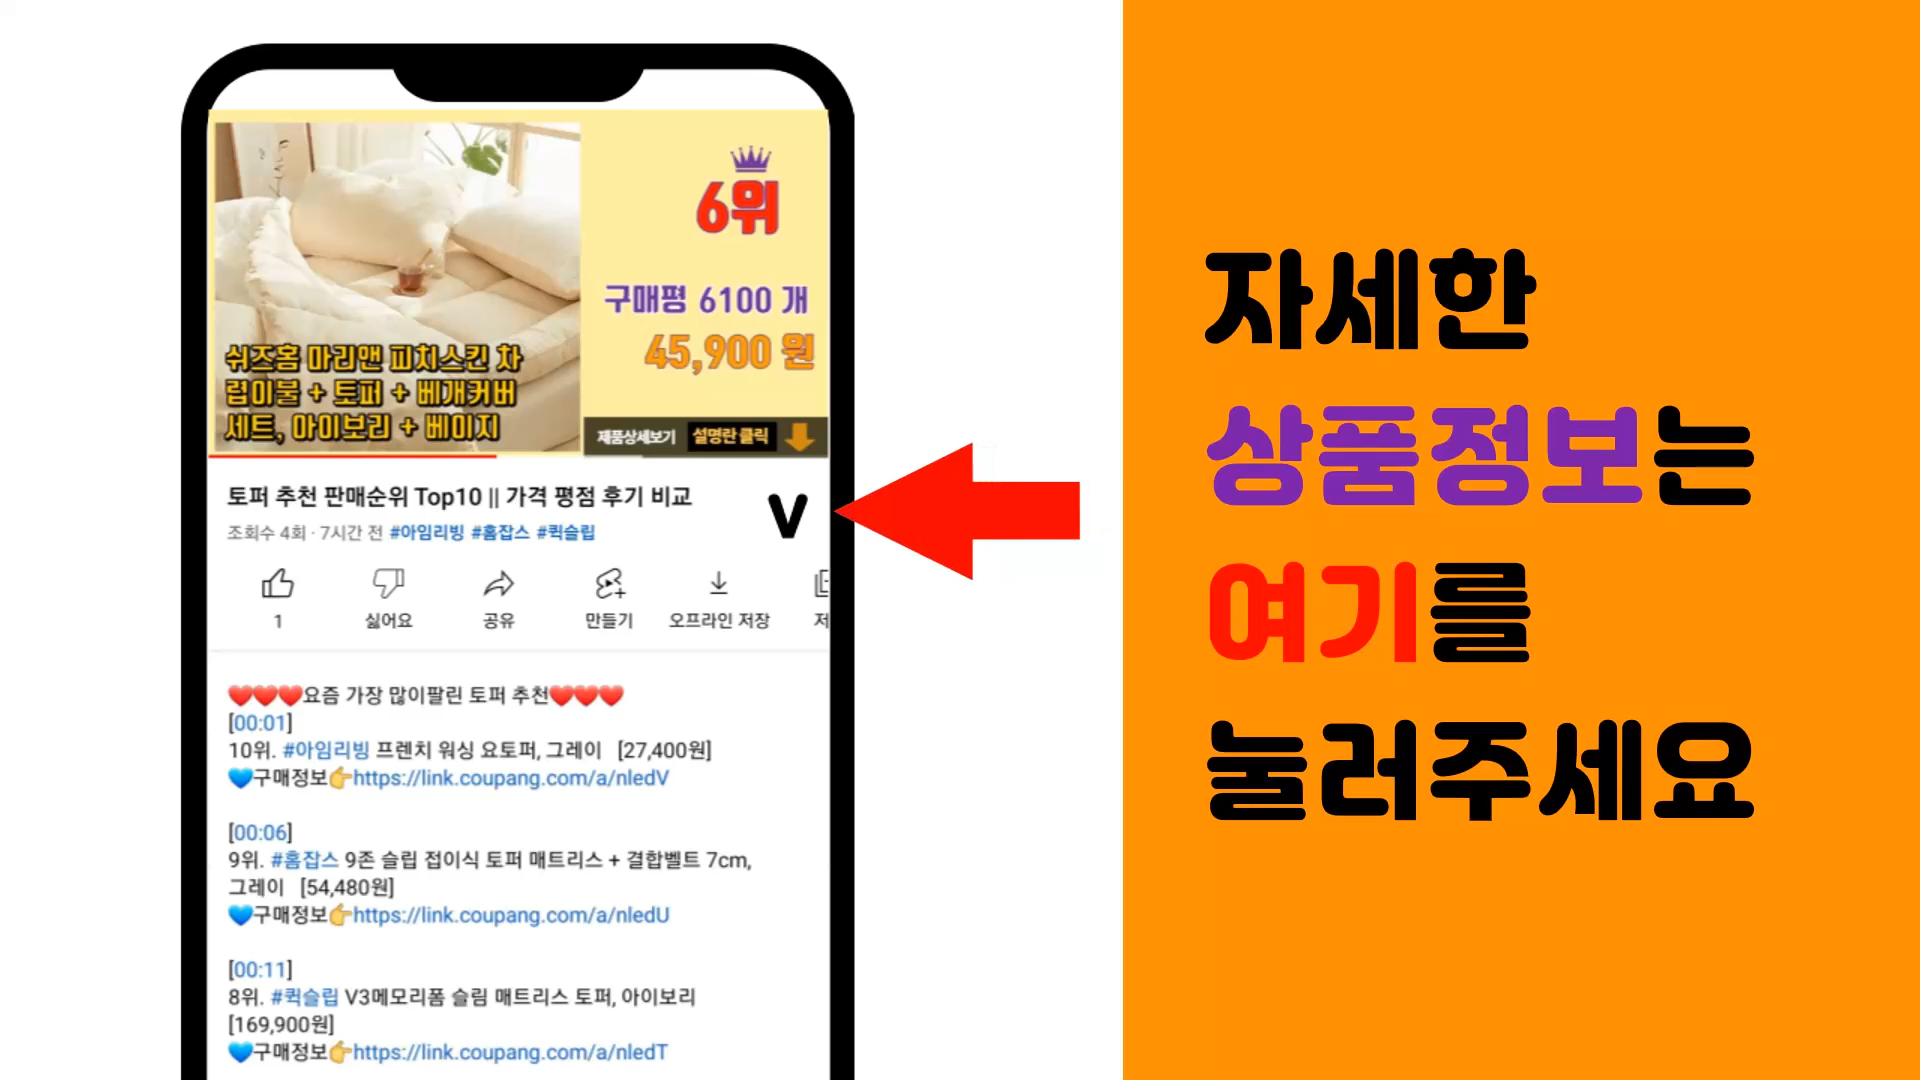 6위
구매평 6100 개
45,900 원
쉬즈홈 마리앤 피치스킨 차
렵이불 + 토퍼 + 베개커버
세트, 아이보리 + 베이지
제품상세보기 설명란 클릭
토퍼 추천 판매순위 Top10 || 가격 평점 후기 비교
V
조회수 4회 · 7시간 전 #아임리빙 #홈잡스 #퀵슬립
1 싫어요 공유 만들기 오프라인 저장 저
❤️❤️❤️요즘 가장 많이팔린 토퍼 추천❤️❤️❤️
[00:01]
10위. #아임리빙 프렌치 워싱 요토퍼, 그레이 [27,400원]
💙구매정보👉https://link.coupang.com/a/nledV
[00:06]
9위. #홈잡스 9존 슬립 접이식 토퍼 매트리스 + 결합벨트 7cm,
그레이 [54,480원]
💙구매정보👉https://link.coupang.com/a/nledU
[00:11]
8위. #퀵슬립 V3메모리폼 슬림 매트리스 토퍼, 아이보리
[169,900원]
💙구매정보👉https://link.coupang.com/a/nledT
자세한
상품정보는
여기를
눌러주세요